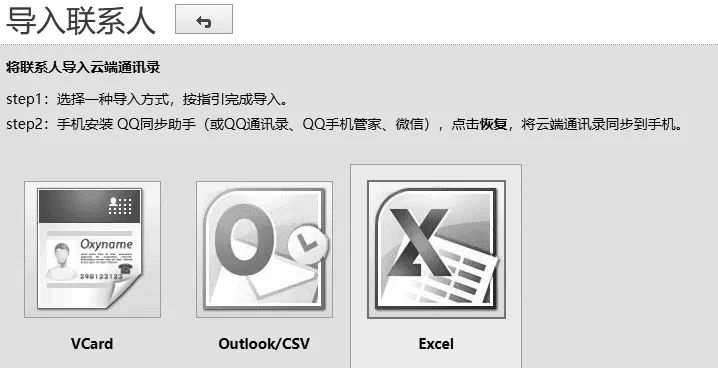 导入联系人
将联系人导入云端通讯录
step1：选择一种导入方式，按指引完成导入。
step2：手机安装 QQ同步助手（或QQ通讯录、QQ手机管家、微信），点击恢复，将云端通讯录同步到手机。
Oxyname
298123123
O
X
VCard
Outlook/CSV
Excel